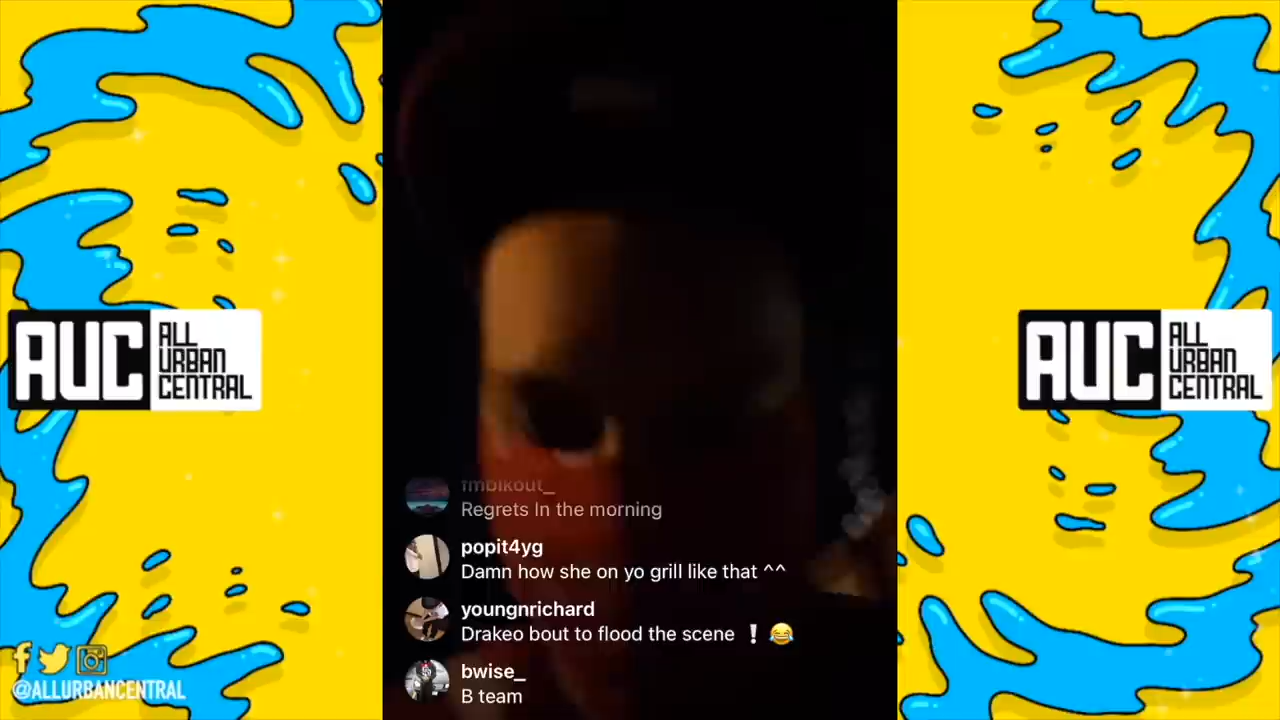 AUC
ALL
URBAN
CENTRAL
AUC
ALL
URBAN
CENTRAL
fmbikout_
Regrets In the morning
popit4yg
Damn how she on yo grill like that ^^
youngnrichard
Drakeo bout to flood the scene ❗ 😂
bwise_
B team
@ALLURBANCENTRAL